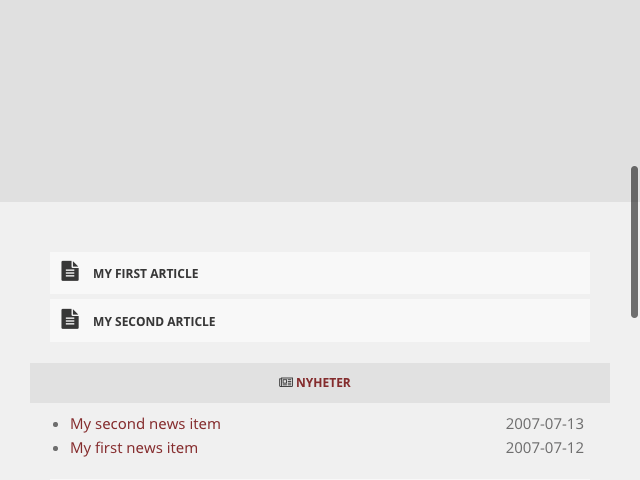 MY FIRST ARTICLE
MY SECOND ARTICLE
NYHETER
My second news item 2007-07-13
My first news item 2007-07-12